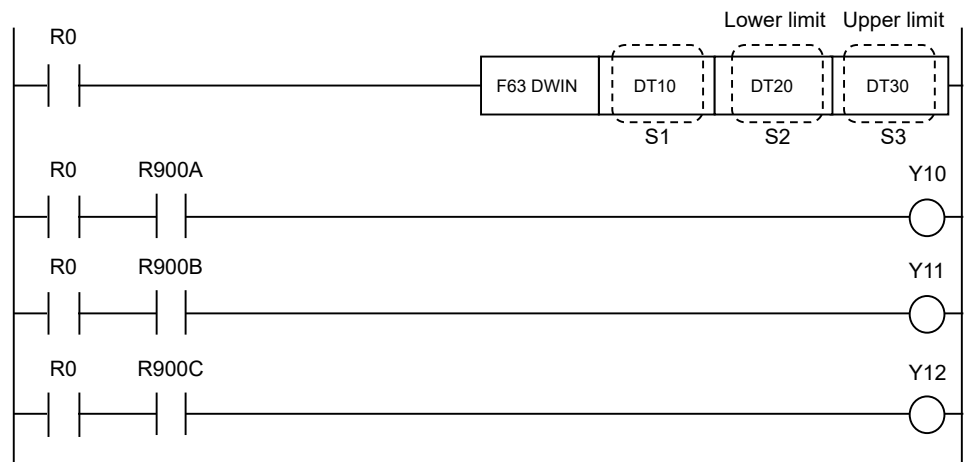 Lower limit Upper limit
R0
F63 DWIN DT10 DT20 DT30
S1 S2 S3
R0 R900A Y10
R0 R900B Y11
R0 R900C Y12